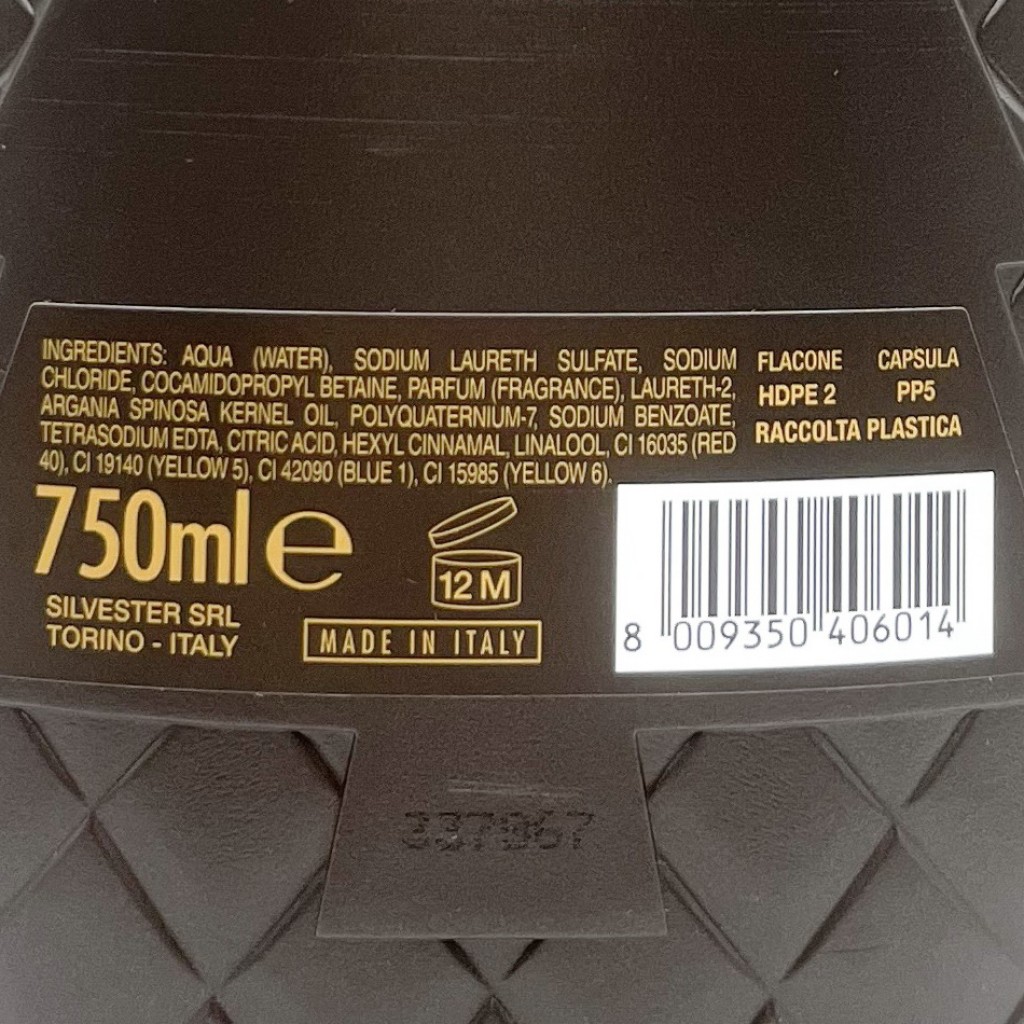 INGREDIENTS: AQUA (WATER), SODIUM LAURETH SULFATE, SODIUM
CHLORIDE, COCAMIDOPROPYL BETAINE, PARFUM (FRAGRANCE), LAURETH-2,
ARGANIA SPINOSA KERNEL OIL, POLYQUATERNIUM-7, SODIUM BENZOATE,
TETRASODIUM EDTA, CITRIC ACID, HEXYL CINNAMAL, LINALOOL, CI 16035 (RED
40), CI 19140 (YELLOW 5), CI 42090 (BLUE 1), CI 15985 (YELLOW 6).
FLACONE CAPSULA
HDPE 2 PP5
RACCOLTA PLASTICA
750ml e
12 M
SILVESTER SRL
TORINO - ITALY
MADE IN ITALY
8 009350 406014
337867